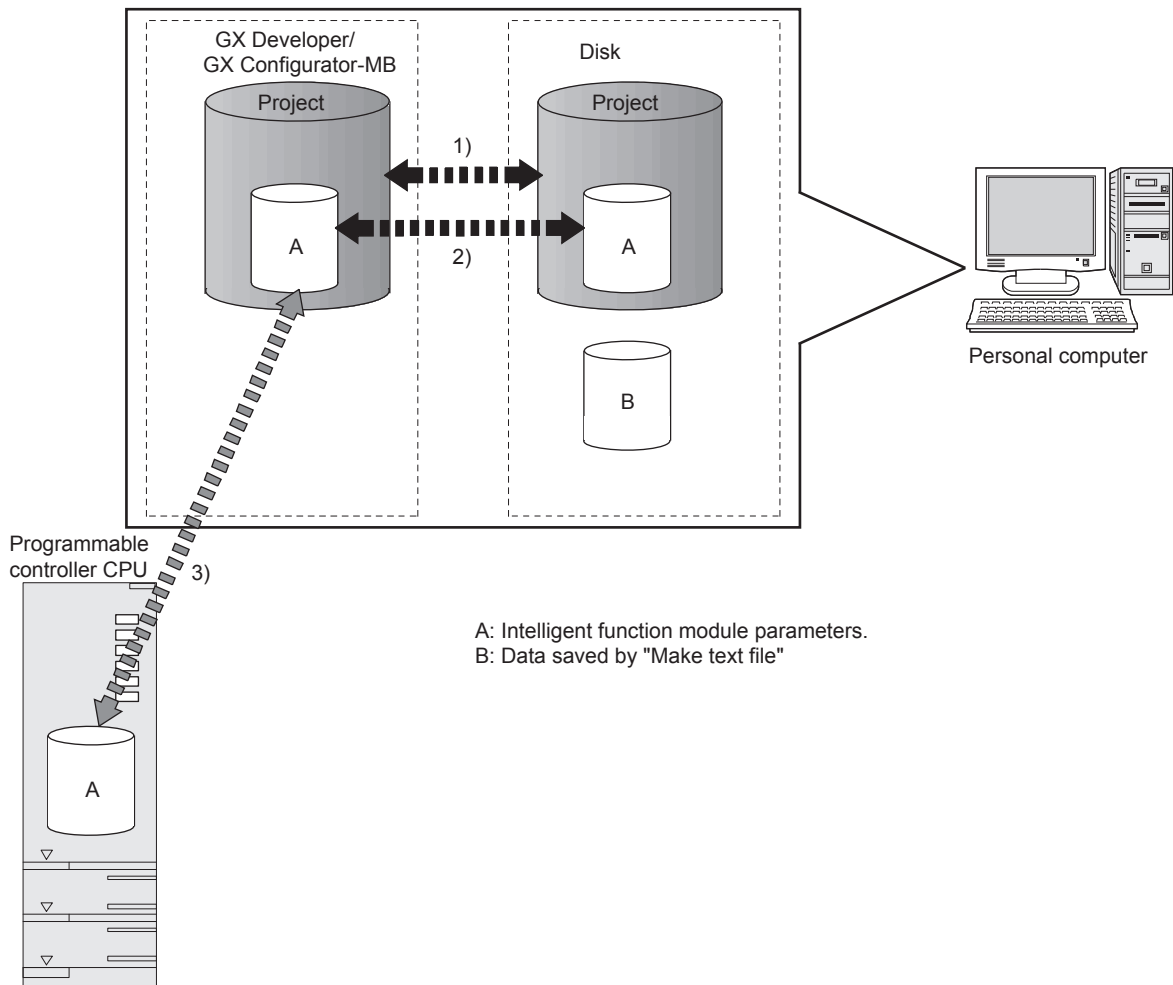 GX Developer/
GX Configurator-MB
Disk
Project
Project
1)
A
2)
A
B
Personal computer
Programmable
controller CPU
3)
A: Intelligent function module parameters.
B: Data saved by "Make text file"
A